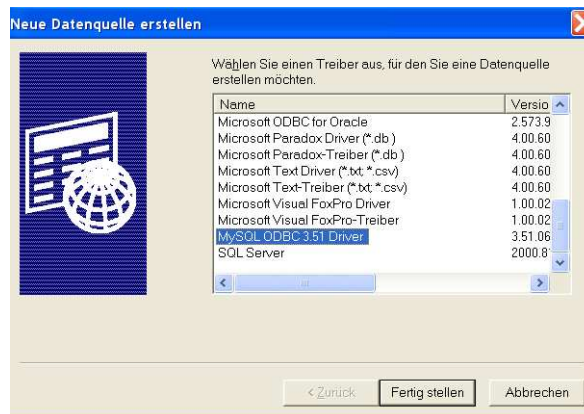 Neue Datenquelle erstellen
Wählen Sie einen Treiber aus, für den Sie eine Datenquelle
erstellen möchten.
Name Versio
Microsoft ODBC for Oracle 2.573.9
Microsoft Paradox Driver (*.db ) 4.00.60
Microsoft Paradox-Treiber (*.db ) 4.00.60
Microsoft Text Driver (*.txt; *.csv) 4.00.60
Microsoft Text-Treiber (*.txt; *.csv) 4.00.60
Microsoft Visual FoxPro Driver 1.00.02
Microsoft Visual FoxPro-Treiber 1.00.02
MySQL ODBC 3.51 Driver 3.51.06
SQL Server 2000.8
< Zurück Fertig stellen Abbrechen